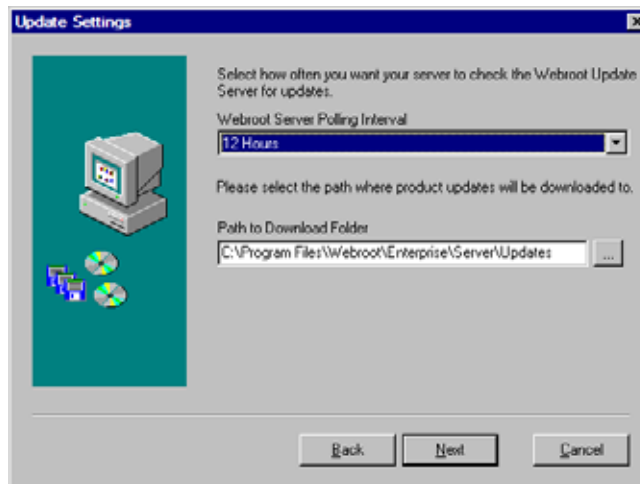 Update Settings
Select how often you want your server to check the Webroot Update
Server for updates.
Webroot Server Polling Interval
12 Hours
Please select the path where product updates will be downloaded to.
Path to Download Folder
C:\Program Files\Webroot\Enterprise\Server\Updates
...
Back
Next
Cancel